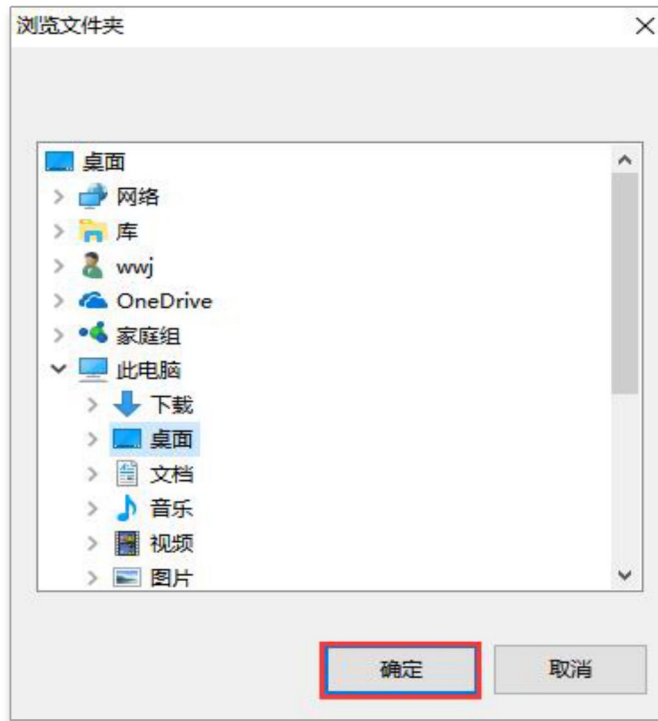 浏览文件夹
桌面
网络
库
wwj
OneDrive
家庭组
此电脑
下载
桌面
文档
音乐
视频
图片
确定 取消